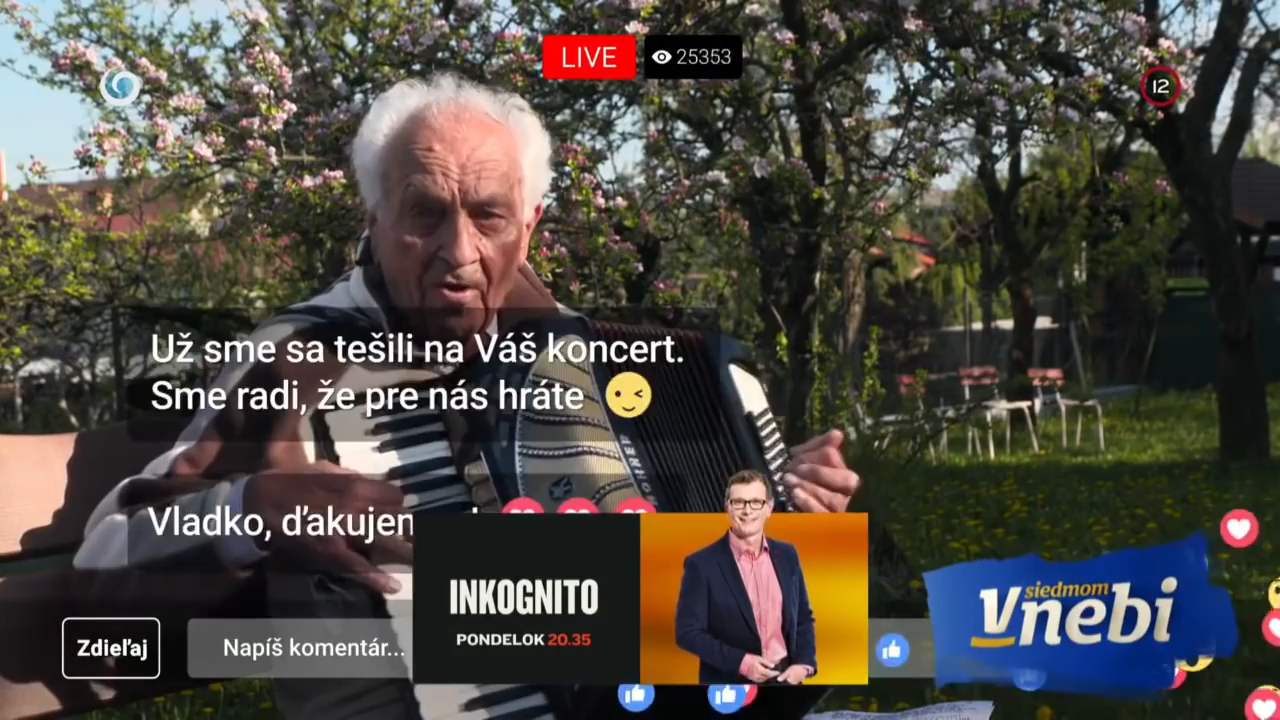 LIVE
25353
12
Už sme sa tešili na Váš koncert.
Sme radi, že pre nás hráte
HOHNER
Vladko,
INKOGNITO
PONDELOK 20.35
V siedmom
nebi
Zdieľaj
Napíš komentár...